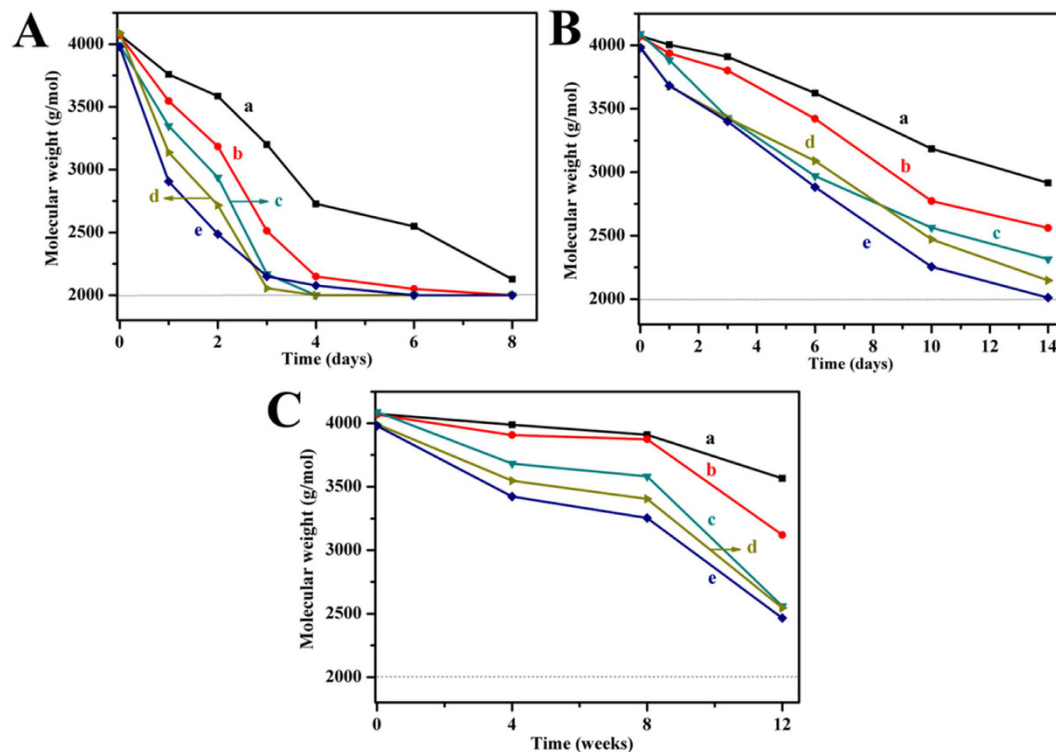 A
Molecular weight (g/mol)
4000
3500
3000
2500
2000
a
b
c
d
e
0
2
4
6
8
Time (days)
B
Molecular weight (g/mol)
4000
3500
3000
2500
2000
a
b
d
c
e
0
2
4
6
8
10
12
14
Time (days)
C
Molecular weight (g/mol)
4000
3500
3000
2500
2000
a
b
c
d
e
0
4
8
12
Time (weeks)